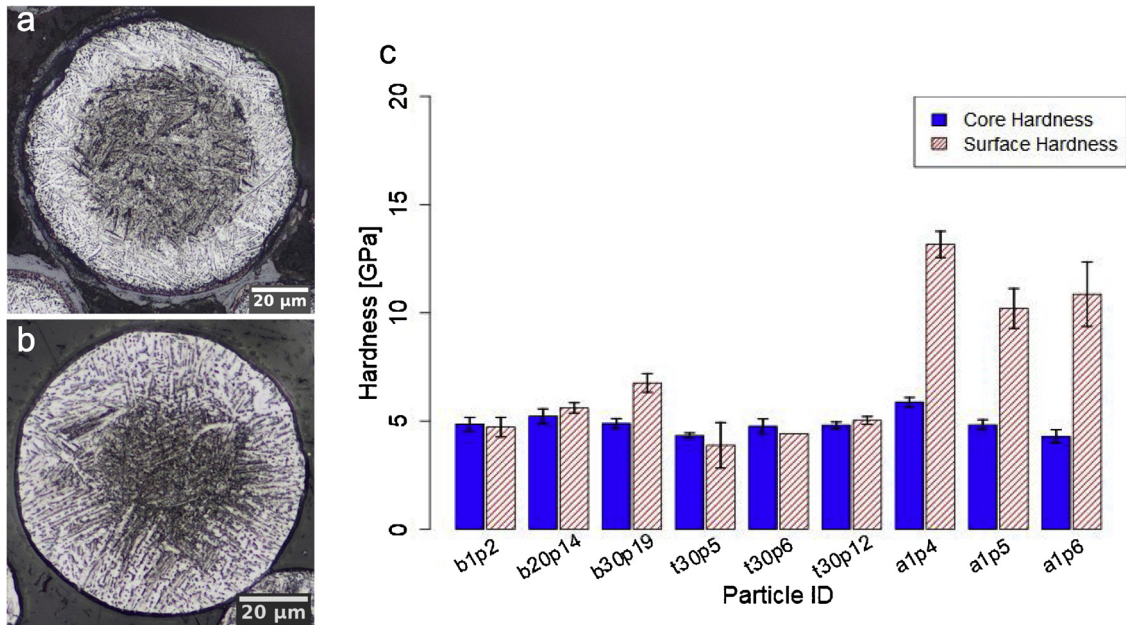 a
20 µm
b
20 µm
c
Hardness [GPa]
20
15
10
5
0
Core Hardness
Surface Hardness
b1p2
b20p14
b30p19
t30p5
t30p6
t30p12
a1p4
a1p5
a1p6
Particle ID